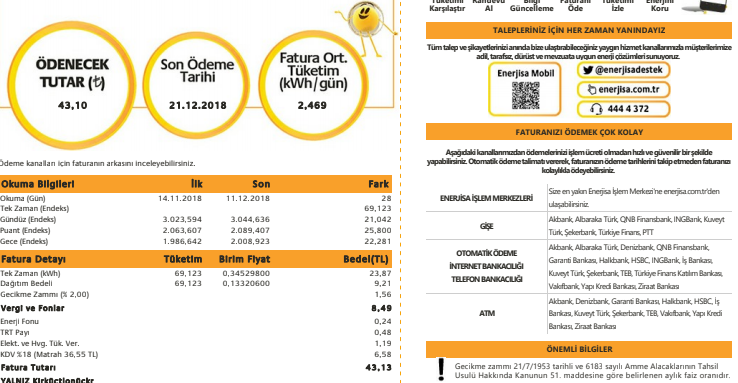 ÖDENECEK
TUTAR (₺)
43,10
Son Ödeme
Tarihi
21.12.2018
Fatura Ort.
Tüketim
(kWh/gün)
2,469
Ödeme kanalları için faturanın arkasını inceleyebilirsiniz.
Okuma Bilgileri İlk Son Fark
Okuma (Gün) 14.11.2018 11.12.2018 28
Tek Zaman (Endeks) 69,123
Gündüz (Endeks) 3.023,594 3.044,636 21,042
Puant (Endeks) 2.063,607 2.089,407 25,800
Gece (Endeks) 1.986,642 2.008,923 22,281
Fatura Detayı Tüketim Birim Fiyat Bedel(TL)
Tek Zaman (kWh) 69,123 0,34529800 23,87
Dağıtım Bedeli 69,123 0,13320600 9,21
Gecikme Zammı (% 2,00) 1,56
Vergi ve Fonlar 8,49
Enerji Fonu 0,24
TRT Payı 0,48
Elekt. ve Hvg. Tük. Ver. 1,19
KDV %18 (Matrah 36,55 TL) 6,58
Fatura Tutarı 43,13
YALNIZ
Tüketimi Randevu Bilgi Faturanı Tüketimi Enerjini
Karşılaştır Al Güncelleme Öde İzle Koru
TALEPLERİNİZ İÇİN HER ZAMAN YANINDAYIZ
Tüm talep ve şikayetlerinizi anında bize ulaştırabileceğiniz yaygın hizmet kanallarımızla müşterilerimize
adil, tarafsız, dürüst ve mevzuata uygun enerji çözümleri sunuyoruz.
Enerjisa Mobil
@enerjisadestek
enerjisa.com.tr
444 4 372
FATURANIZI ÖDEMEK ÇOK KOLAY
Aşağıdaki kanallarımızdan ödemelerinizi işlem ücreti olmadan hızlı ve güvenilir bir şekilde
yapabilirsiniz. Otomatik ödeme talimatı vererek, faturanızın ödeme tarihlerini takip etmeden faturanızı
kolaylıkla ödeyebilirsiniz.
ENERJİSA İŞLEM MERKEZLERİ
Size en yakın Enerjisa İşlem Merkezi'ne enerjisa.com.tr'den
ulaşabilirsiniz.
GİŞE
Akbank, Albaraka Türk, QNB Finansbank, INGBank, Kuveyt
Türk, Şekerbank, Türkiye Finans, PTT
OTOMATİK ÖDEME
İNTERNET BANKACILIĞI
TELEFON BANKACILIĞI
Akbank, Albaraka Türk, Denizbank, QNB Finansbank,
Garanti Bankası, Halkbank, HSBC, INGBank, İş Bankası,
Kuveyt Türk, Şekerbank, TEB, Türkiye Finans Katılım Bankası,
Vakıfbank, Yapı Kredi Bankası, Ziraat Bankası
ATM
Akbank, Denizbank, Garanti Bankası, Halkbank, HSBC, İş
Bankası, Kuveyt Türk, Şekerbank, TEB, Vakıfbank, Yapı Kredi
Bankası, Ziraat Bankası
ÖNEMLİ BİLGİLER
Gecikme zammı 21/7/1953 tarihli ve 6183 sayılı Amme Alacaklarının Tahsil
Usulü Hakkında Kanunun 51. maddesine göre belirlenen aylık faiz oranıdır.